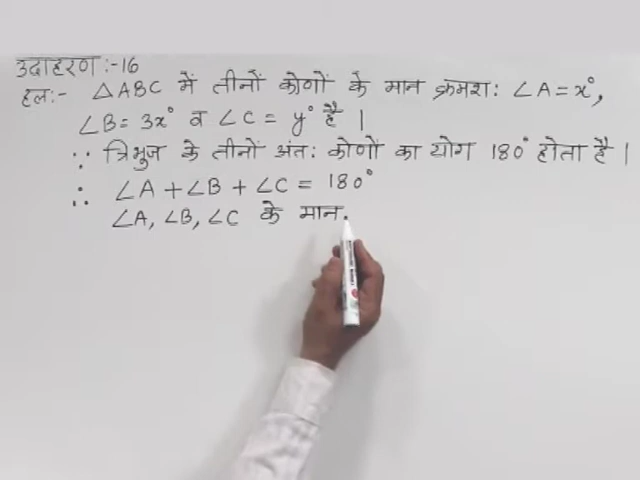 उदाहरण :-16
हल:- △ABC में तीनों कोणों के मान क्रमश: ∠A = x°,
∠B = 3x° व ∠C = y° है |
∵ त्रिभुज के तीनों अंत: कोणों का योग 180° होता है |
∴ ∠A + ∠B + ∠C = 180°
∠A, ∠B, ∠C के मान